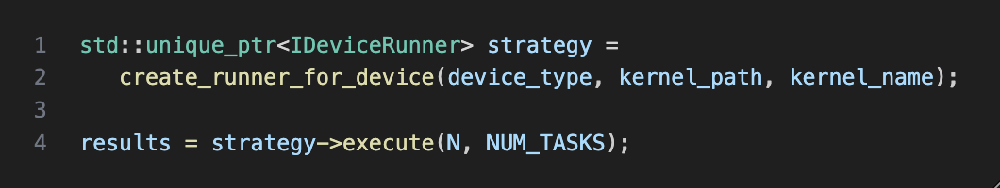 1 std::unique_ptr<IDeviceRunner> strategy =
2 create_runner_for_device(device_type, kernel_path, kernel_name);
3
4 results = strategy->execute(N, NUM_TASKS);